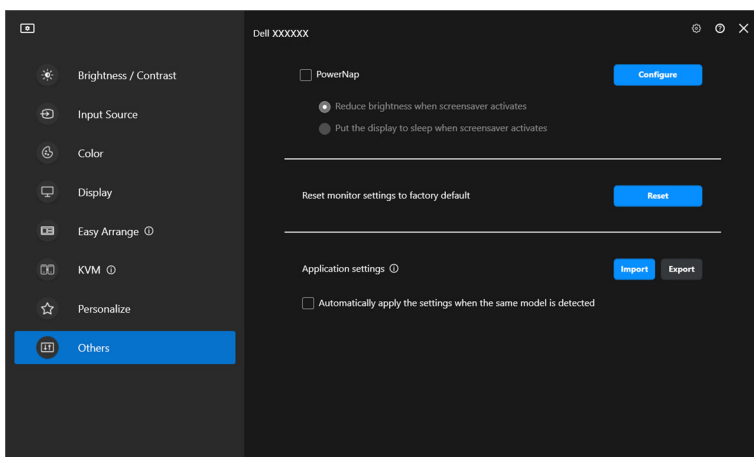 Dell XXXXXX
Brightness / Contrast
Input Source
Color
Display
Easy Arrange
KVM
Personalize
Others
PowerNap
Configure
Reduce brightness when screensaver activates
Put the display to sleep when screensaver activates
Reset monitor settings to factory default
Reset
Application settings
Import
Export
Automatically apply the settings when the same model is detected